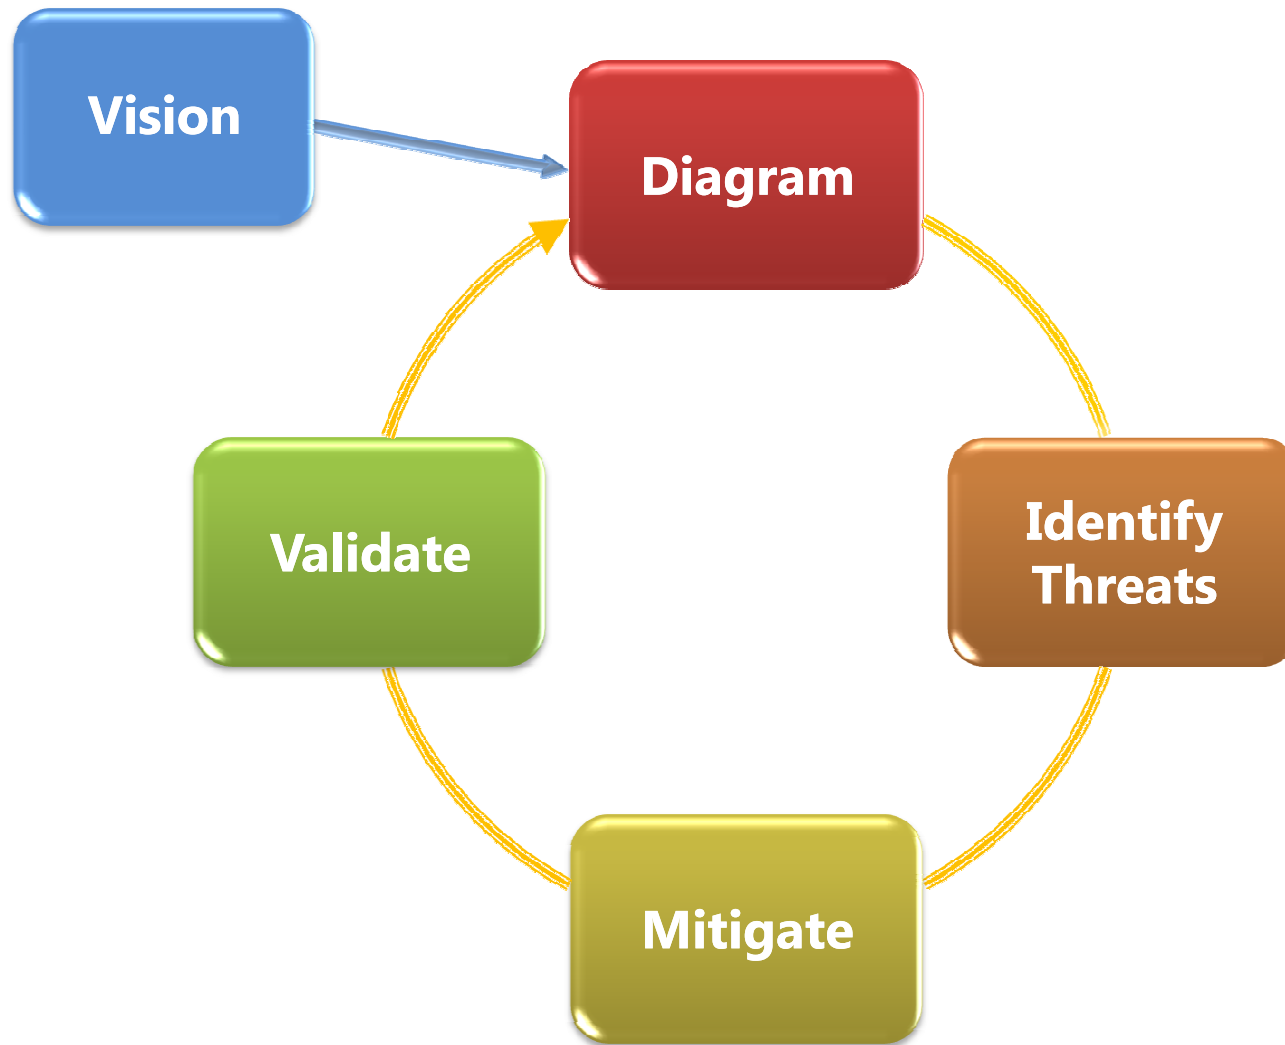 Vision
Diagram
Identify
Threats
Mitigate
Validate